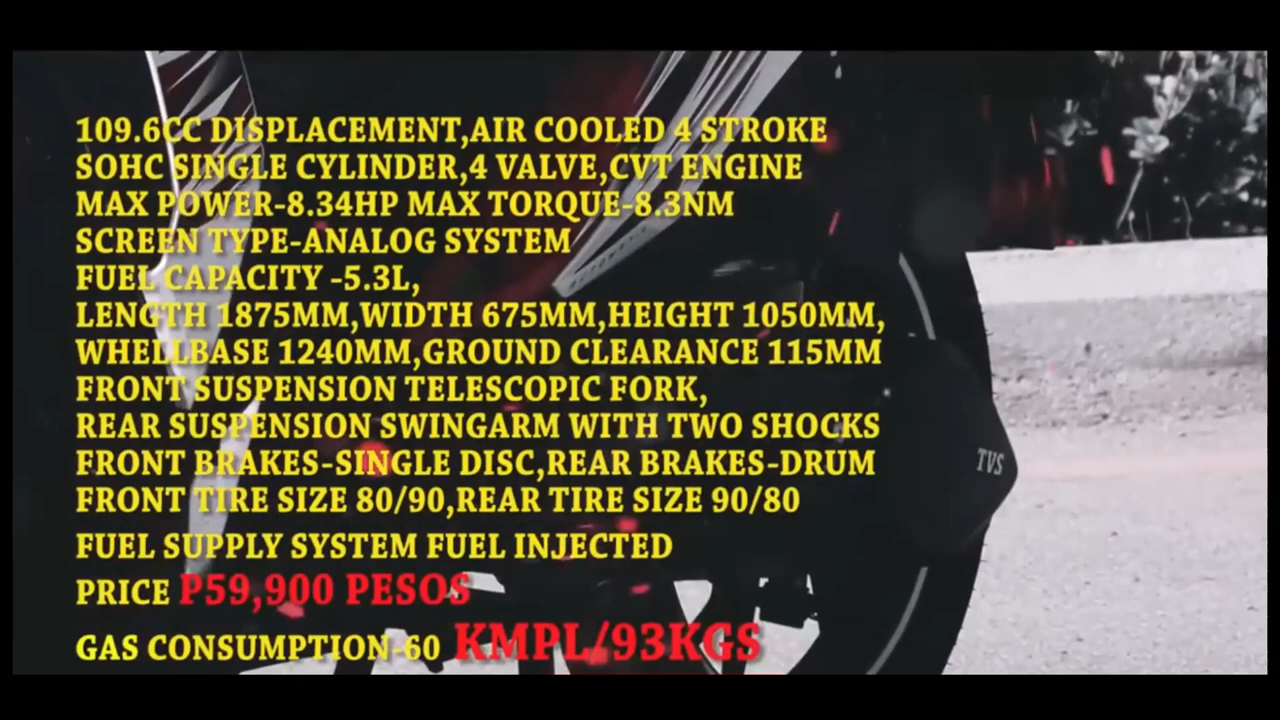 109.6CC DISPLACEMENT,AIR COOLED 4 STROKE
SOHC SINGLE CYLINDER,4 VALVE,CVT ENGINE
MAX POWER-8.34HP MAX TORQUE-8.3NM
SCREEN TYPE-ANALOG SYSTEM
FUEL CAPACITY -5.3L,
LENGTH 1875MM,WIDTH 675MM,HEIGHT 1050MM,
WHELLBASE 1240MM,GROUND CLEARANCE 115MM
FRONT SUSPENSION TELESCOPIC FORK,
REAR SUSPENSION SWINGARM WITH TWO SHOCKS
FRONT BRAKES-SINGLE DISC,REAR BRAKES-DRUM
TVS
FRONT TIRE SIZE 80/90,REAR TIRE SIZE 90/80
FUEL SUPPLY SYSTEM FUEL INJECTED
PRICE P59,900 PESOS
GAS CONSUMPTION-60 KMPL/93KGS